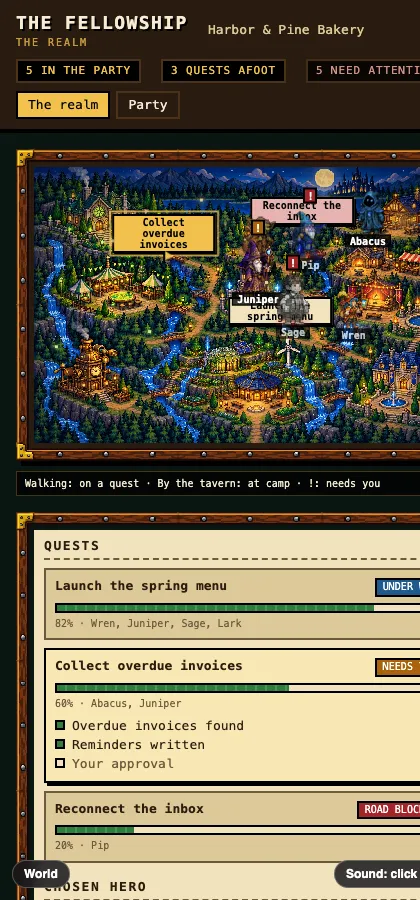 THE FELLOWSHIP
THE REALM
Harbor & Pine Bakery
5 IN THE PARTY
3 QUESTS AFOOT
5 NEED ATTENTI
The realm
Party
Collect
overdue
invoices
Reconnect the
Abacus
Pip
Juniper
spring menu
Sage
Wren
Walking: on a quest · By the tavern: at camp · !: needs you
QUESTS
Launch the spring menu
UNDER
82% · Wren, Juniper, Sage, Lark
Collect overdue invoices
NEEDS
60% · Abacus, Juniper
Overdue invoices found
Reminders written
Your approval
Reconnect the inbox
ROAD BLOC
20% · Pip
World
Sound: click
CHOSEN HERO